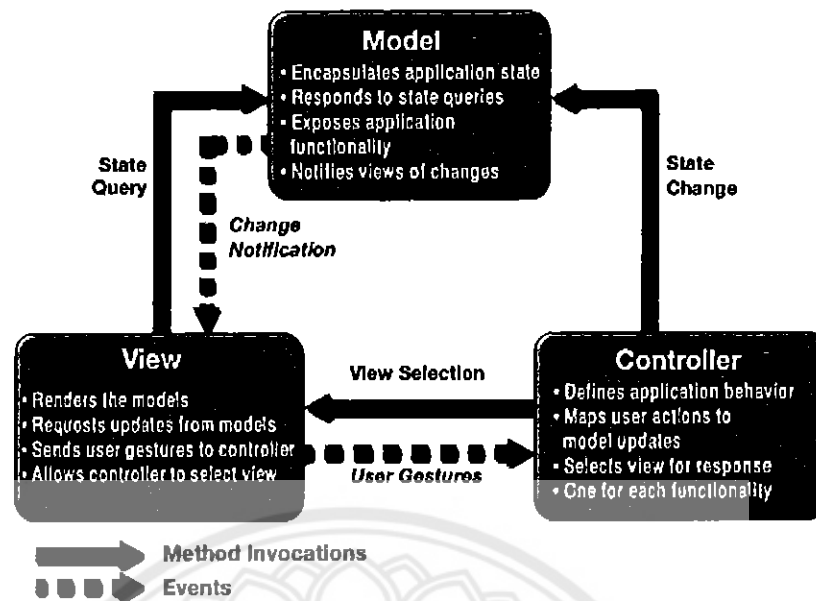 Model
• Encapsulates application state
• Responds to state queries
• Exposes application
functionality
• Notifies views of changes
State
Query
State
Change
Change
Notification
View
• Renders the models
• Requests updates from models
• Sends user gestures to controller
• Allows controller to select view
View Selection
User Gestures
Controller
• Defines application behavior
• Maps user actions to
model updates
• Selects view for response
• One for each functionality
Method Invocations
Events